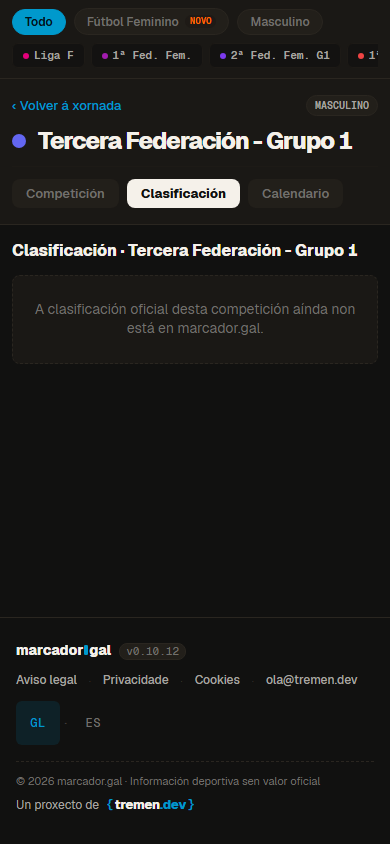 Todo
Fútbol Feminino NOVO
Masculino
Liga F
1ª Fed. Fem.
2ª Fed. Fem. G1
1ª
‹ Volver á xornada
MASCULINO
Tercera Federación - Grupo 1
Competición
Clasificación
Calendario
Clasificación · Tercera Federación - Grupo 1
A clasificación oficial desta competición aínda non
está en marcador.gal.
marcador gal v0.10.12
Aviso legal · Privacidade · Cookies · ola@tremen.dev
GL · ES
© 2026 marcador.gal · Información deportiva sen valor oficial
Un proxecto de {tremen.dev}